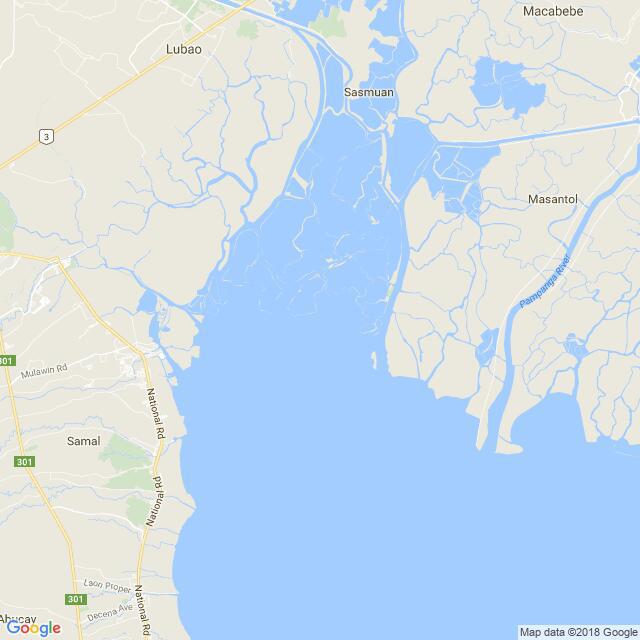 Macabebe
Lubao
Sasmuan
3
Masantol
Pampanga River
301
Mulawin Rd
National Rd
Samal
301
National Rd
Laon Proper
301
Decena Ave
National Rd
Abucay
Google
Map data ©2018 Google